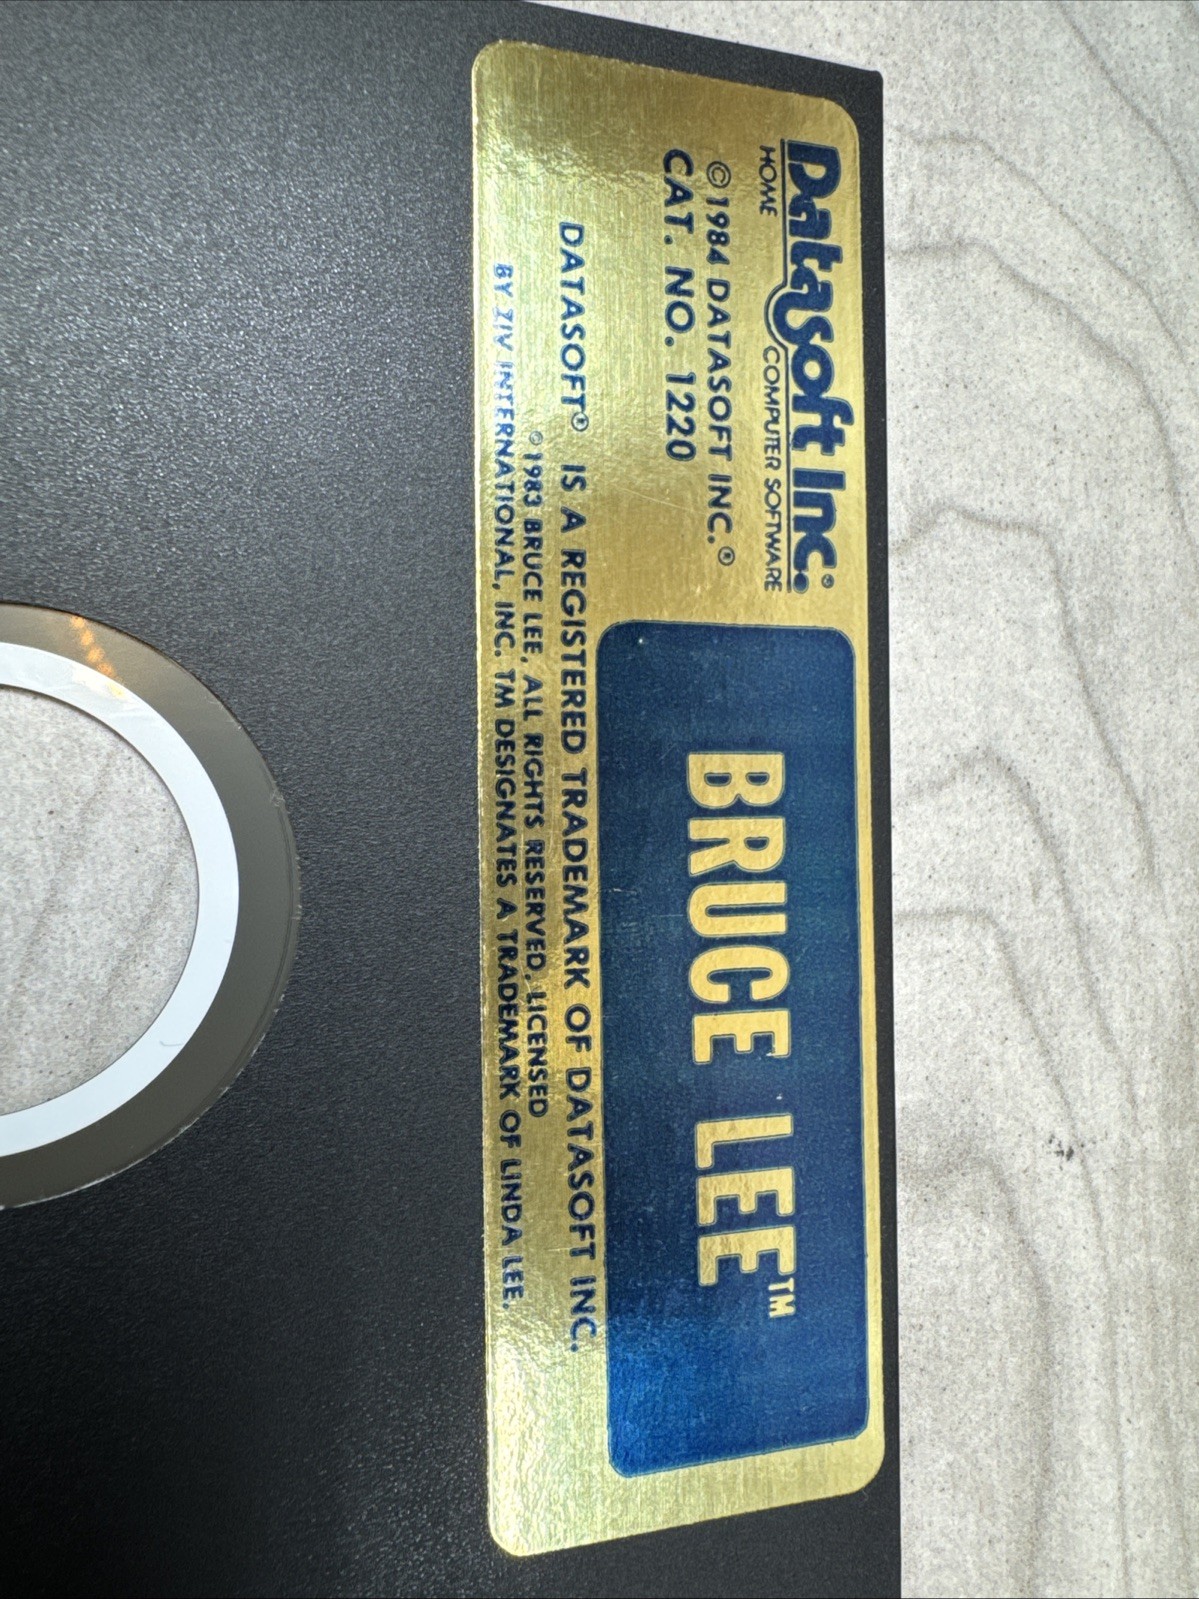 Datasoft Inc.®
HOME COMPUTER SOFTWARE
© 1984 DATASOFT INC.®
CAT. NO. 1220
BRUCE LEE™
DATASOFT® IS A REGISTERED TRADEMARK OF DATASOFT INC.
© 1983 BRUCE LEE, ALL RIGHTS RESERVED, LICENSED
BY ZIV INTERNATIONAL, INC. TM DESIGNATES A TRADEMARK OF LINDA LEE.